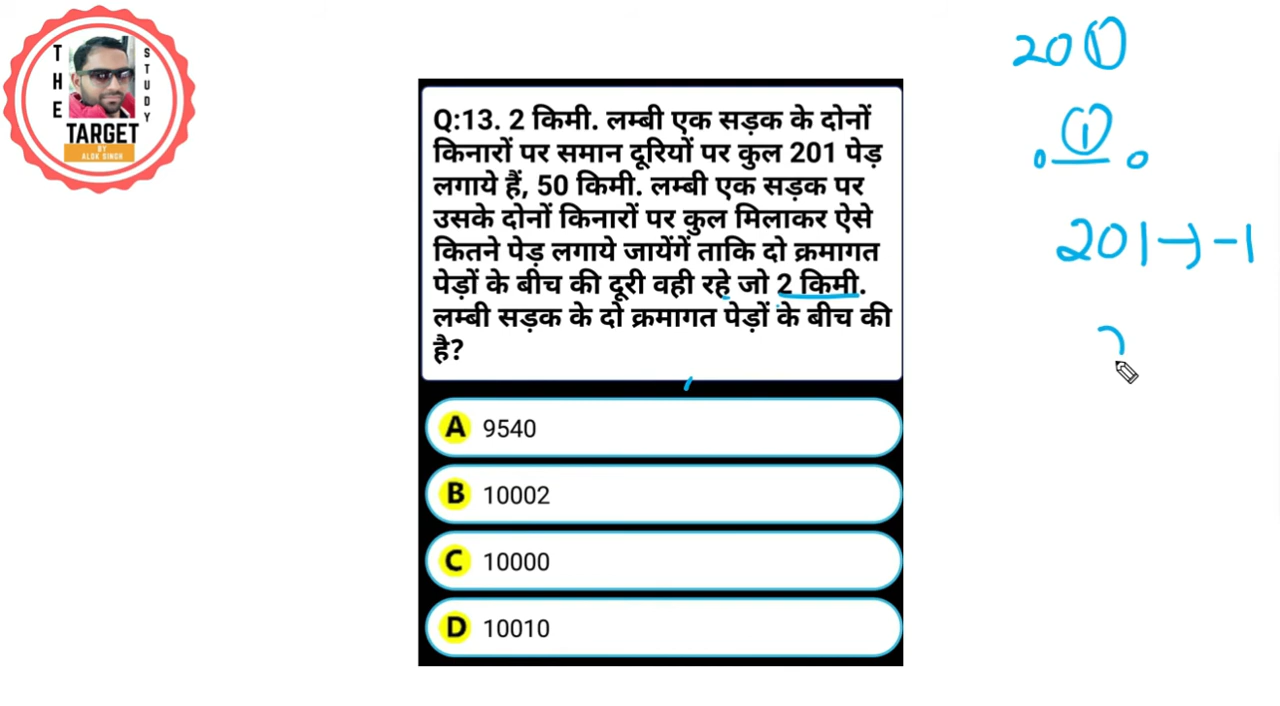 THE
STUDY
TARGET
BY
ALOK SINGH
Q:13. 2 किमी. लम्बी एक सड़क के दोनों
किनारों पर समान दूरियों पर कुल 201 पेड़
लगाये हैं, 50 किमी. लम्बी एक सड़क पर
उसके दोनों किनारों पर कुल मिलाकर ऐसे
कितने पेड़ लगाये जायेंगें ताकि दो क्रमागत
पेड़ों के बीच की दूरी वही रहे जो 2 किमी.
लम्बी सड़क के दो क्रमागत पेड़ों के बीच की
है?
A 9540
B 10002
C 10000
D 10010
20 1
1
201 → -1